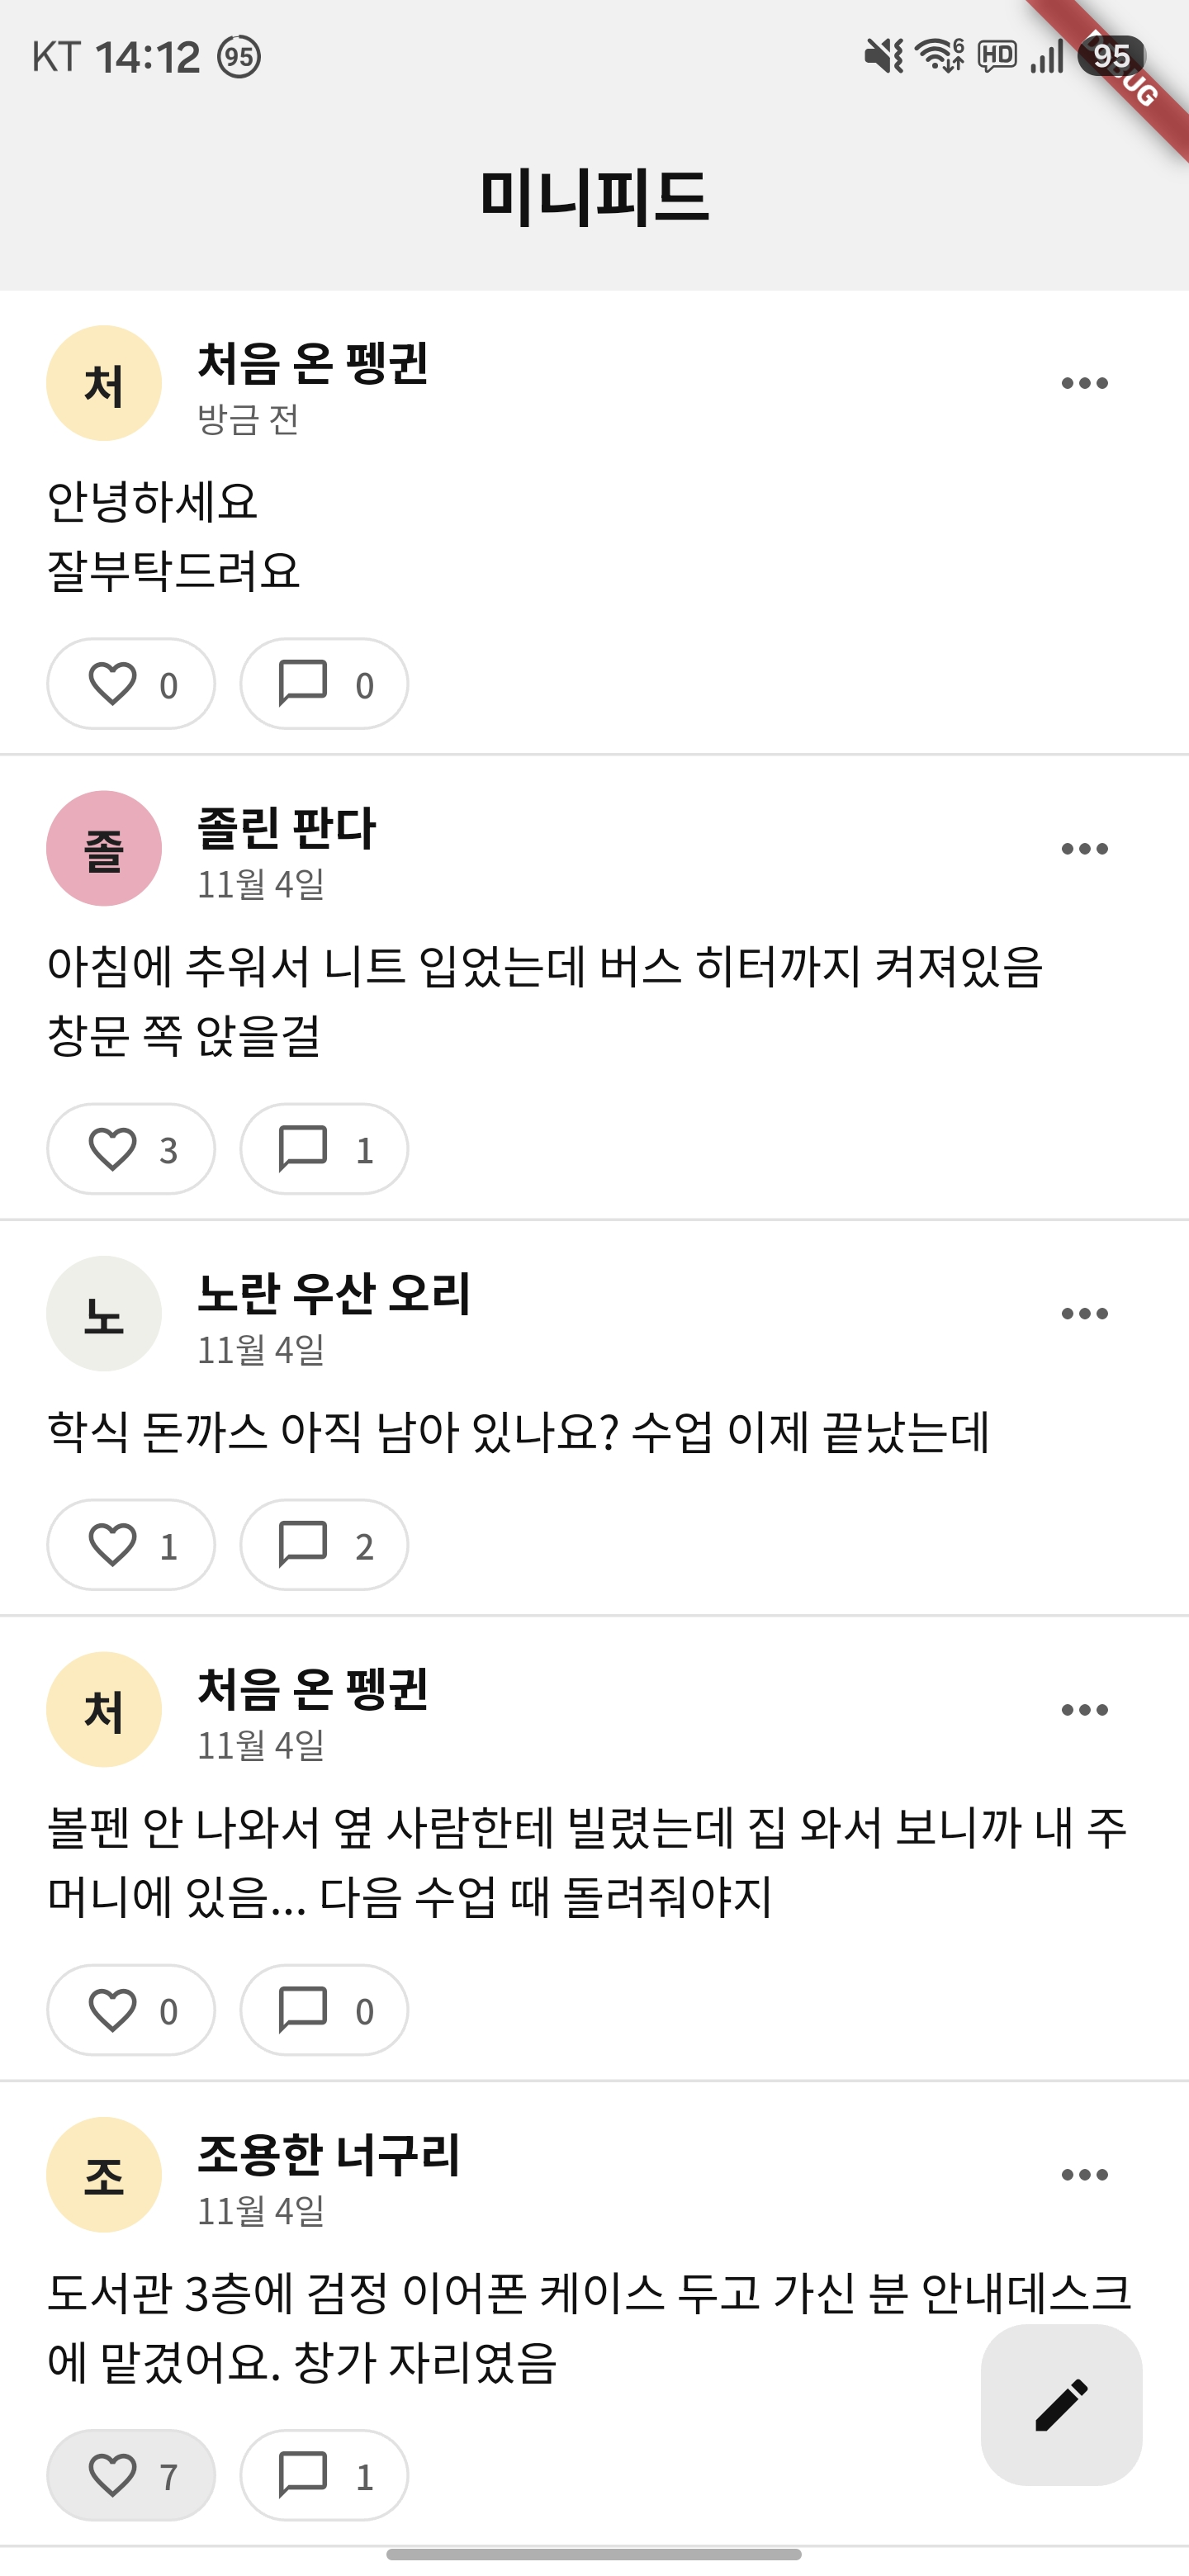 KT 14:12 95
HD 95
미니피드
처
처음 온 펭귄
방금 전
안녕하세요
잘부탁드려요
0 0
졸
졸린 판다
11월 4일
아침에 추워서 니트 입었는데 버스 히터까지 켜져있음
창문 쪽 앉을걸
3 1
노
노란 우산 오리
11월 4일
학식 돈까스 아직 남아 있나요? 수업 이제 끝났는데
1 2
처
처음 온 펭귄
11월 4일
볼펜 안 나와서 옆 사람한테 빌렸는데 집 와서 보니까 내 주
머니에 있음... 다음 수업 때 돌려줘야지
0 0
조
조용한 너구리
11월 4일
도서관 3층에 검정 이어폰 케이스 두고 가신 분 안내데스크
에 맡겼어요. 창가 자리였음
7 1